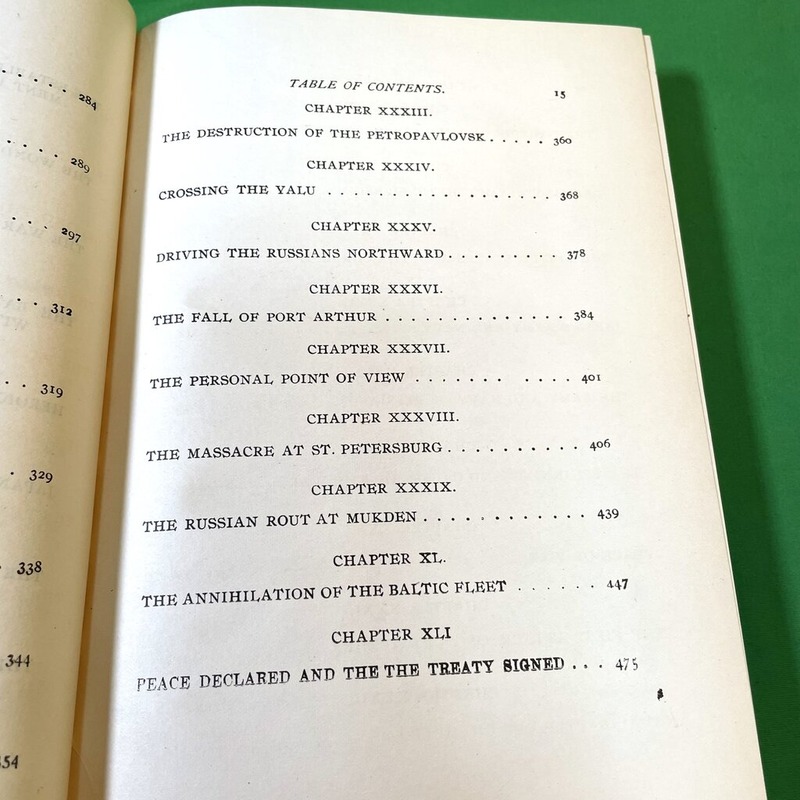 284
289
297
312
319
329
338
344
354
TABLE OF CONTENTS. 15
CHAPTER XXXIII.
THE DESTRUCTION OF THE PETROPAVLOVSK. . . . . 360
CHAPTER XXXIV.
CROSSING THE YALU . . . . . . . . . . . . . . . . . . 368
CHAPTER XXXV.
DRIVING THE RUSSIANS NORTHWARD. . . . . . . . . 378
CHAPTER XXXVI.
THE FALL OF PORT ARTHUR . . . . . . . . . . . . . . . 384
CHAPTER XXXVII.
THE PERSONAL POINT OF VIEW . . . . . . . . . . . 401
CHAPTER XXXVIII.
THE MASSACRE AT ST. PETERSBURG. . . . . . . . . . . 406
CHAPTER XXXIX.
THE RUSSIAN ROUT AT MUKDEN. . . . . . . . . . . . . 439
CHAPTER XL.
THE ANNIHILATION OF THE BALTIC FLEET . . . . . . 447
CHAPTER XLI
PEACE DECLARED AND THE THE TREATY SIGNED . . . 475